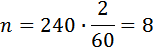 n = 240 · 2/60 = 8